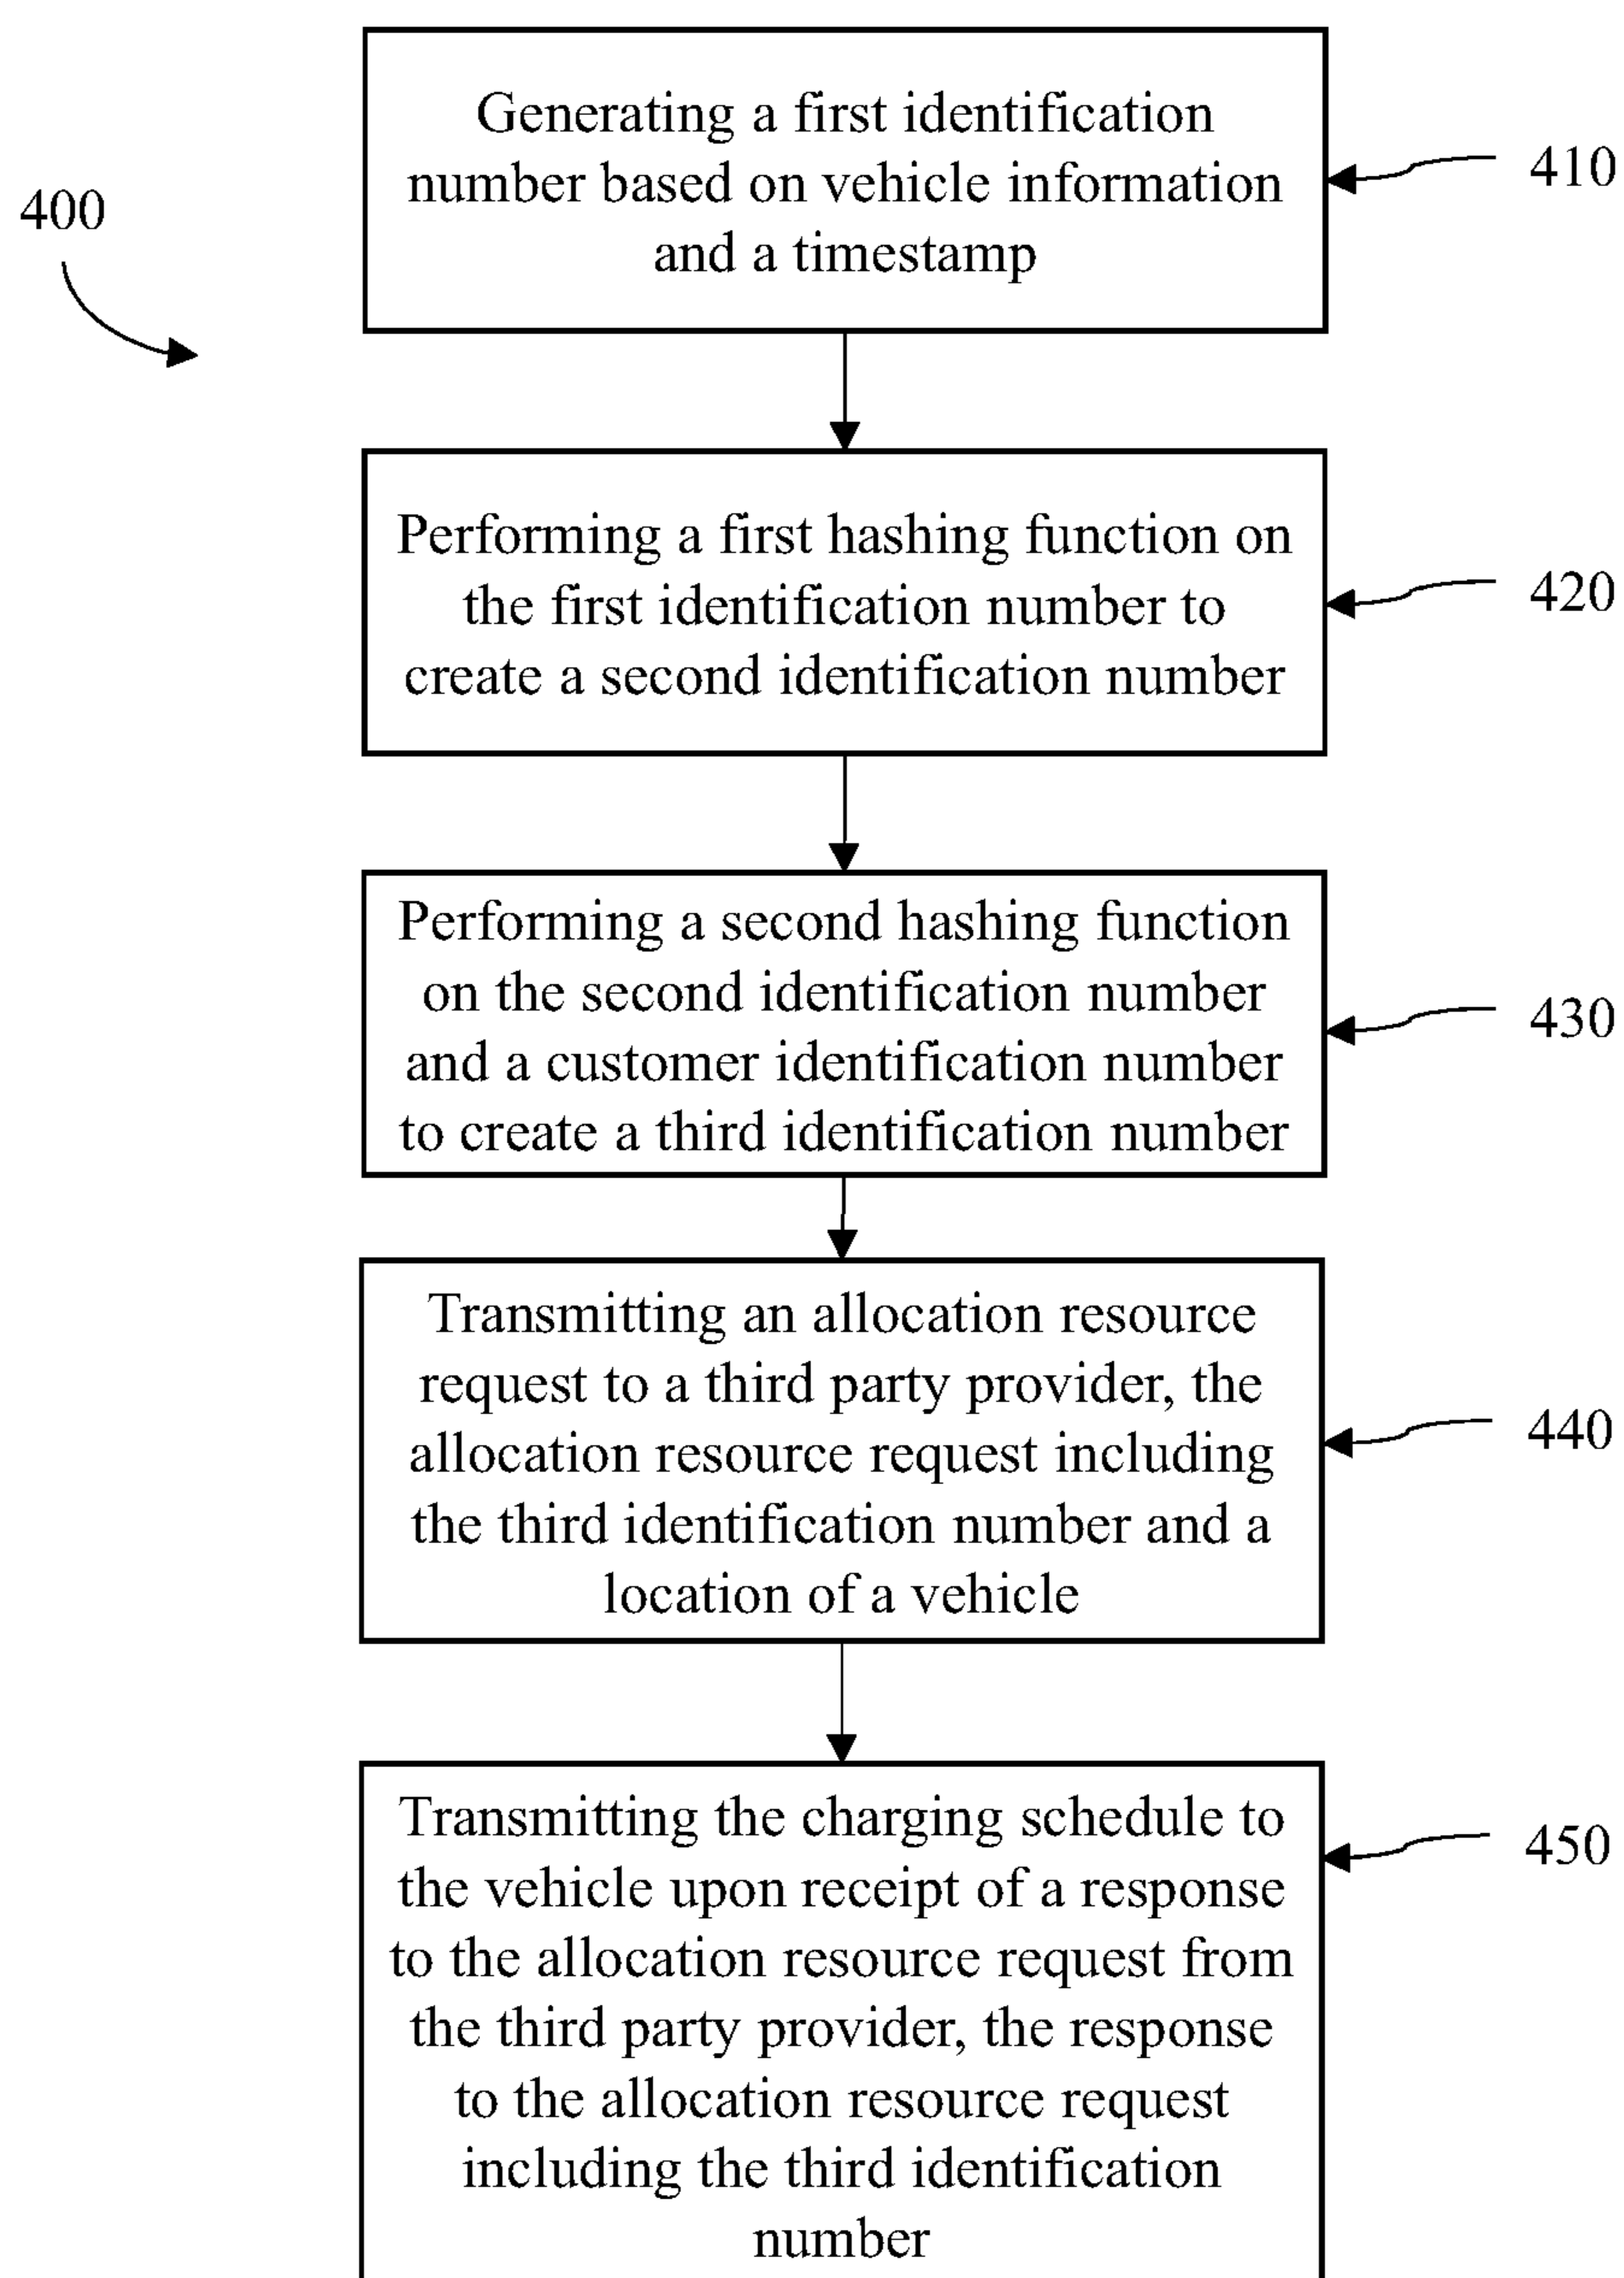 400
Generating a first identification
number based on vehicle information
and a timestamp
410
Performing a first hashing function on
the first identification number to
create a second identification number
420
Performing a second hashing function
on the second identification number
and a customer identification number
to create a third identification number
430
Transmitting an allocation resource
request to a third party provider, the
allocation resource request including
the third identification number and a
location of a vehicle
440
Transmitting the charging schedule to
the vehicle upon receipt of a response
to the allocation resource request from
the third party provider, the response
to the allocation resource request
including the third identification
number
450